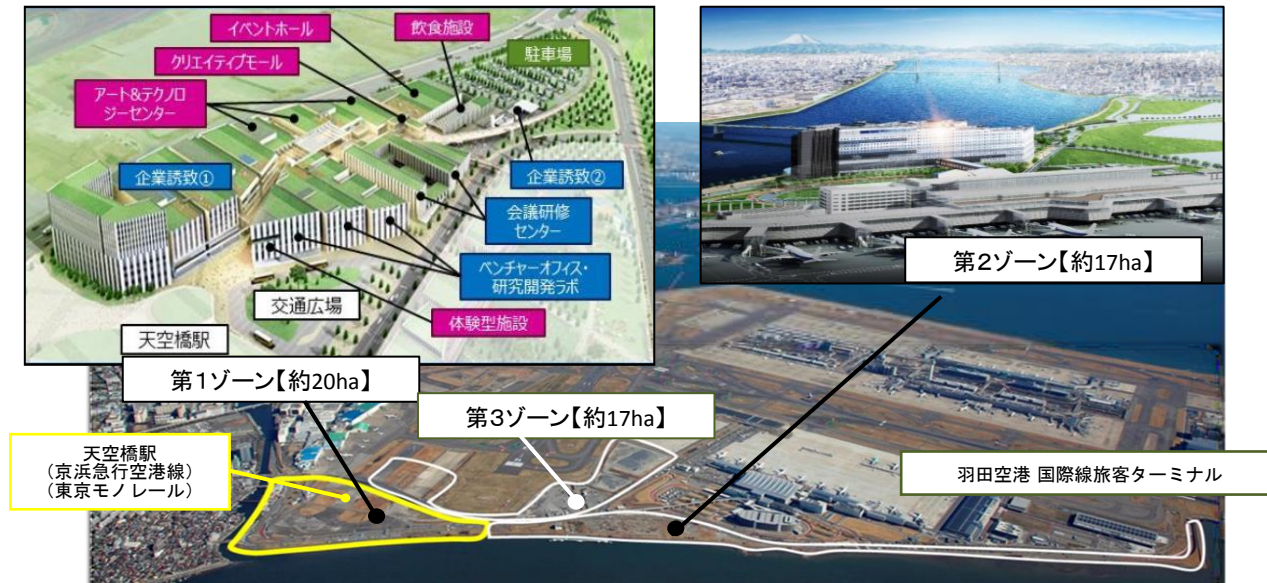 イベントホール
飲食施設
駐車場
クリエイティブモール
アート&テクノロ
ジーセンター
企業誘致①
企業誘致②
会議研修
センター
ベンチャーオフィス・
研究開発ラボ
交通広場
体験型施設
天空橋駅
第2ゾーン【約17ha】
第1ゾーン【約20ha】
第3ゾーン【約17ha】
天空橋駅
(京浜急行空港線)
(東京モノレール)
羽田空港 国際線旅客ターミナル